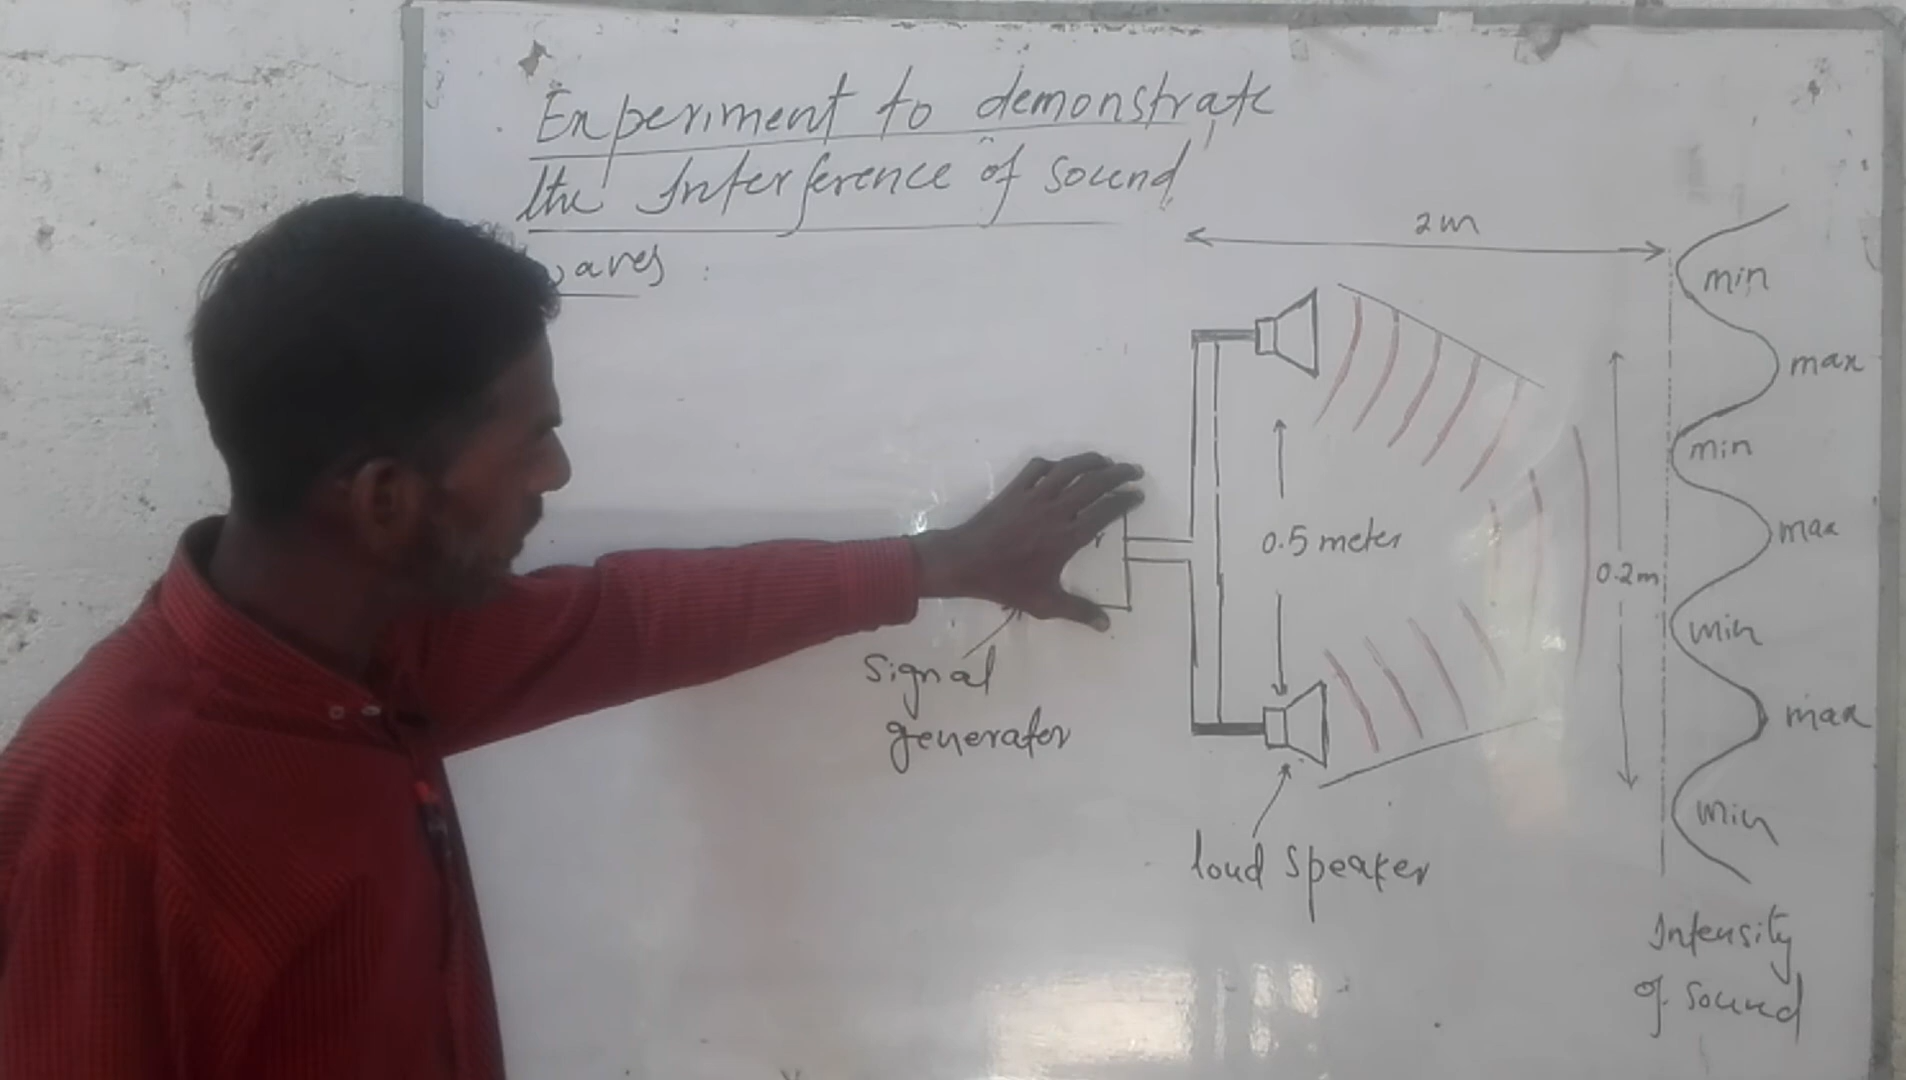 Experiment to demonstrate
the Interference of sound
waves :
2m
min
max
min
0.5 meter
max
0.2m
min
signal
generator
max
min
loud speaker
Intensity
of sound